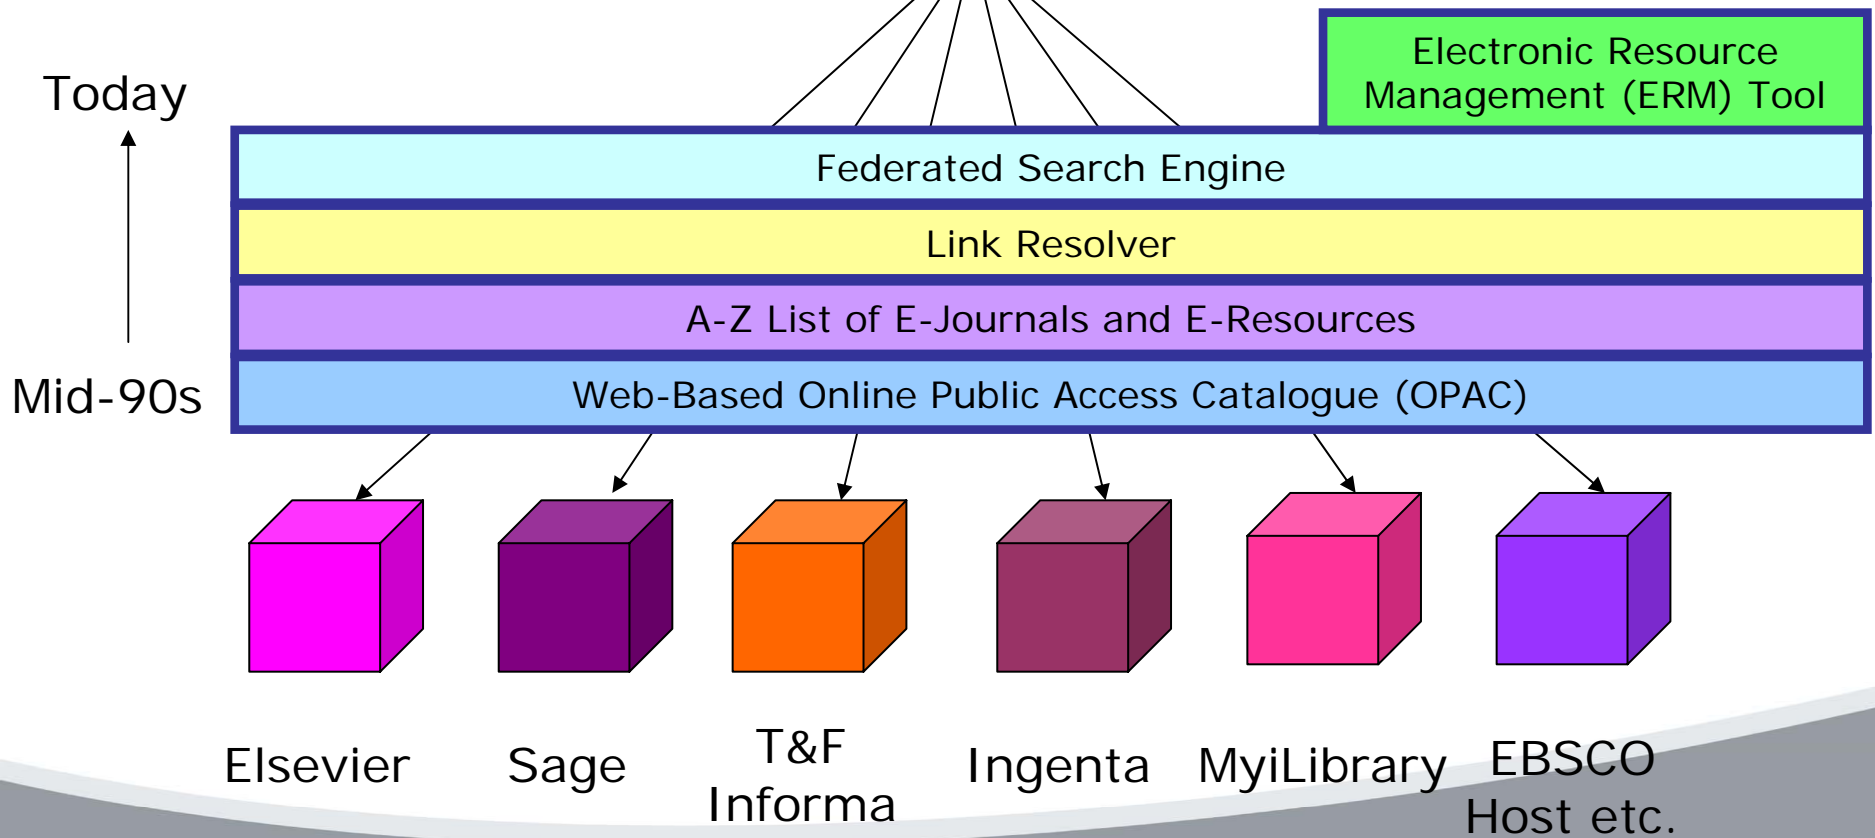 Electronic Resource
Management (ERM) Tool
Today
Federated Search Engine
Link Resolver
A-Z List of E-Journals and E-Resources
Mid-90s
Web-Based Online Public Access Catalogue (OPAC)
Elsevier
Sage
T&F
Informa
Ingenta
MyiLibrary
EBSCO
Host etc.